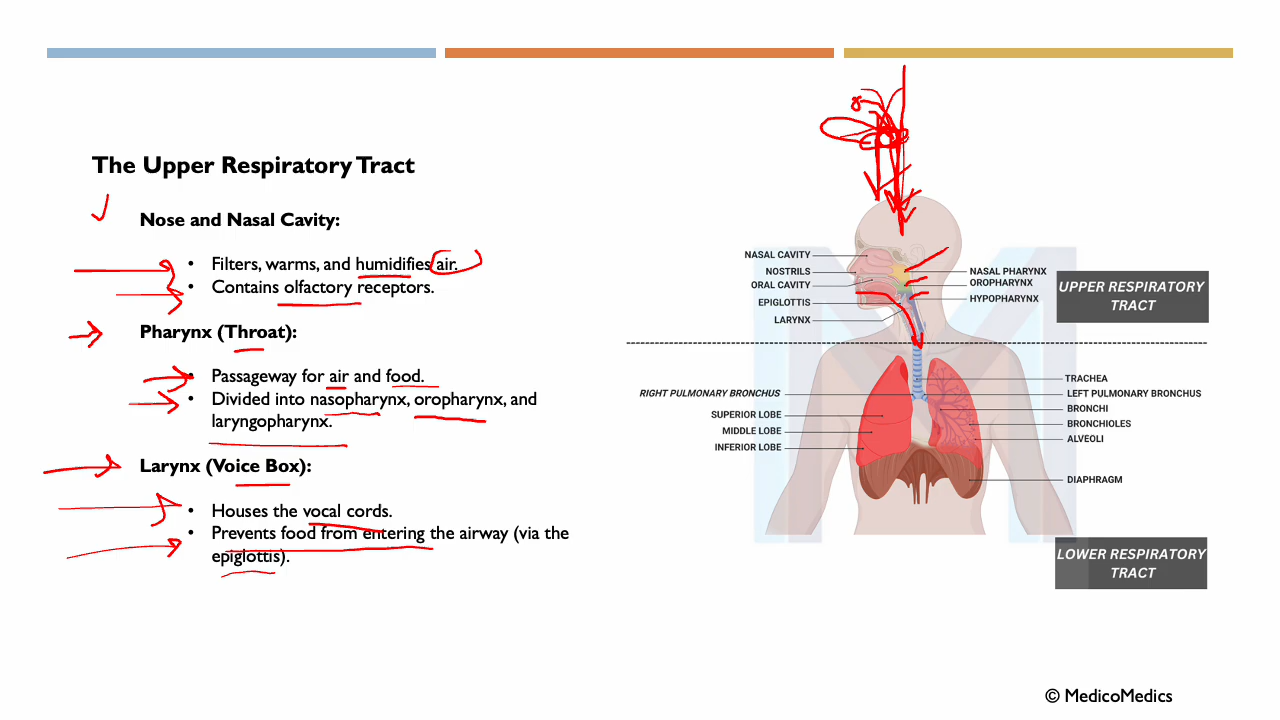 The Upper Respiratory Tract
Nose and Nasal Cavity:
• Filters, warms, and humidifies air.
• Contains olfactory receptors.
Pharynx (Throat):
• Passageway for air and food.
• Divided into nasopharynx, oropharynx, and
laryngopharynx.
Larynx (Voice Box):
• Houses the vocal cords.
• Prevents food from entering the airway (via the
epiglottis).
NASAL CAVITY
NOSTRILS
ORAL CAVITY
EPIGLOTTIS
LARYNX
NASAL PHARYNX
OROPHARYNX
HYPOPHARYNX
UPPER RESPIRATORY
TRACT
RIGHT PULMONARY BRONCHUS
SUPERIOR LOBE
MIDDLE LOBE
INFERIOR LOBE
TRACHEA
LEFT PULMONARY BRONCHUS
BRONCHI
BRONCHIOLES
ALVEOLI
DIAPHRAGM
LOWER RESPIRATORY
TRACT
© MedicoMedics